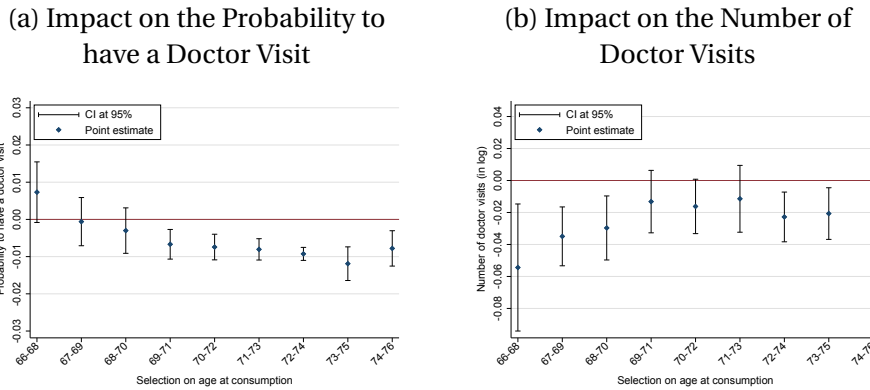 (a) Impact on the Probability to
have a Doctor Visit
0.03
0.02
0.01
0.00
-0.01
-0.02
-0.03
Probability to have a doctor visit
CI at 95%
Point estimate
66-68
67-69
68-70
69-71
70-72
71-73
72-74
73-75
74-76
Selection on age at consumption
(b) Impact on the Number of
Doctor Visits
0.04
0.02
0.00
-0.02
-0.04
-0.06
-0.08
Number of doctor visits (in log)
CI at 95%
Point estimate
66-68
67-69
68-70
69-71
70-72
71-73
72-74
73-75
74-76
Selection on age at consumption